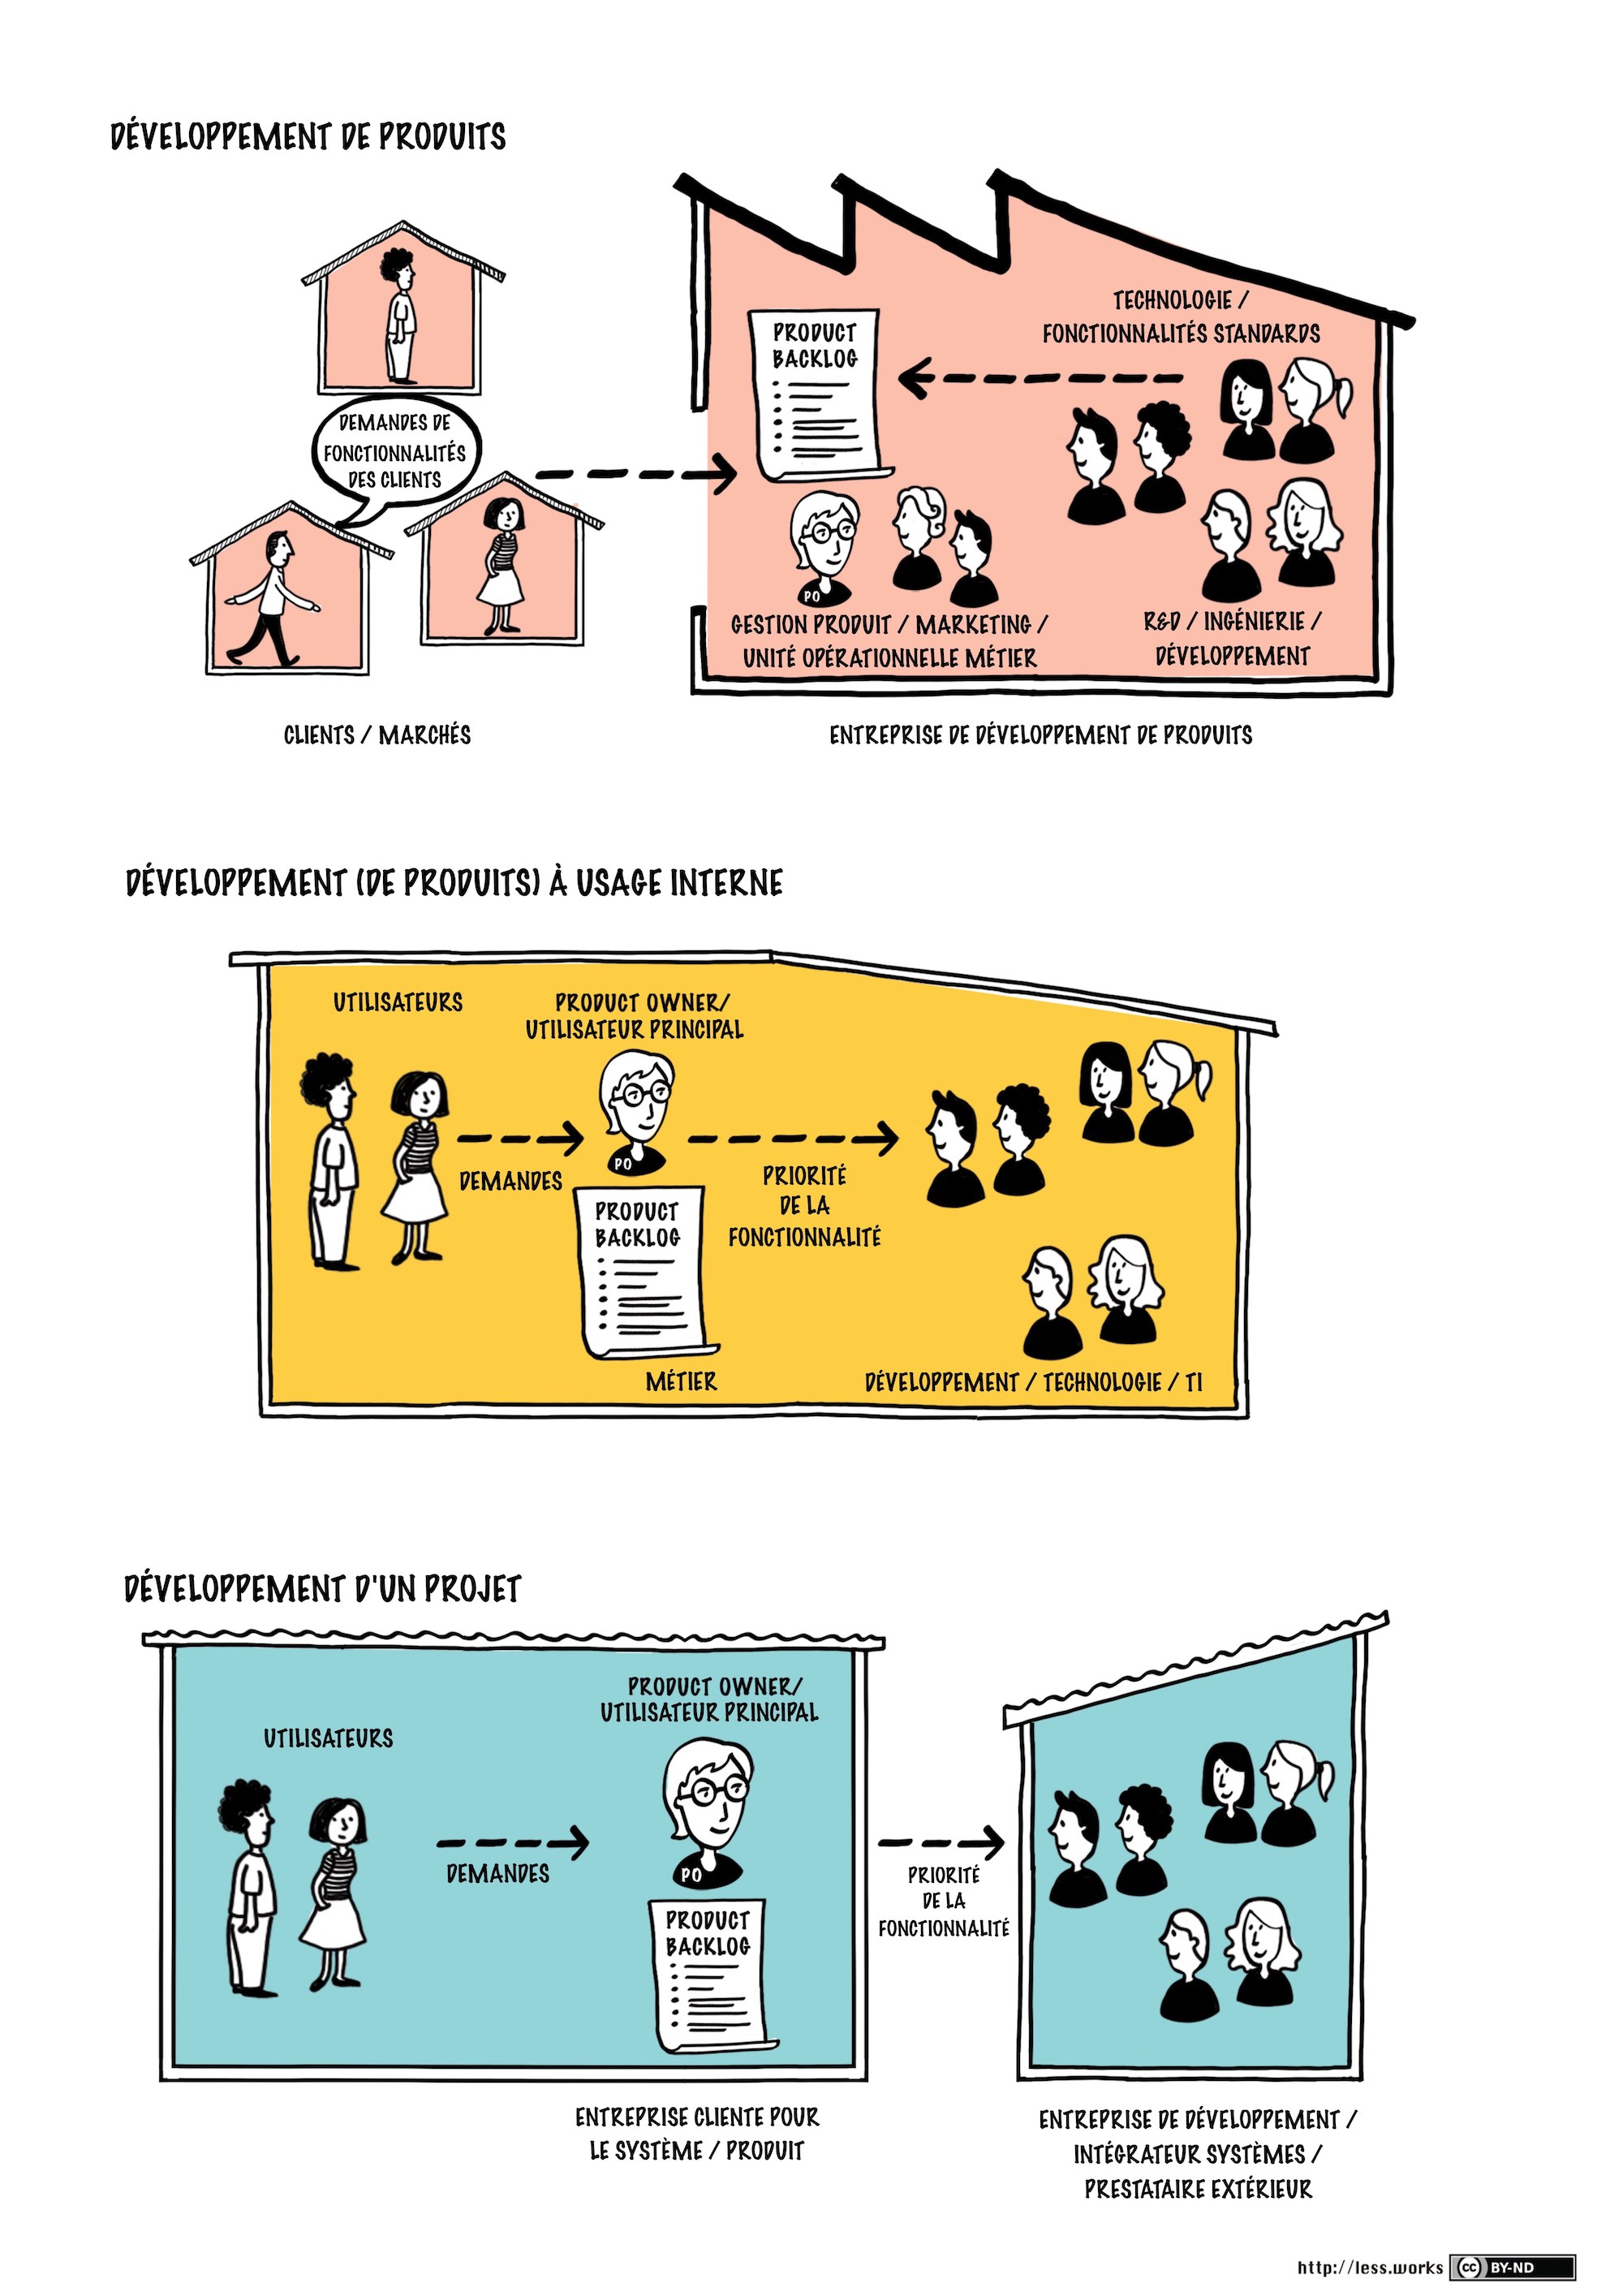 DÉVELOPPEMENT DE PRODUITS
DEMANDES DE
FONCTIONNALITÉS
DES CLIENTS
CLIENTS / MARCHÉS
PRODUCT
BACKLOG
TECHNOLOGIE /
FONCTIONNALITÉS STANDARDS
PO
GESTION PRODUIT / MARKETING /
UNITÉ OPÉRATIONNELLE MÉTIER
R&D / INGÉNIERIE /
DÉVELOPPEMENT
ENTREPRISE DE DÉVELOPPEMENT DE PRODUITS
DÉVELOPPEMENT (DE PRODUITS) À USAGE INTERNE
UTILISATEURS
PRODUCT OWNER/
UTILISATEUR PRINCIPAL
PO
DEMANDES
PRIORITÉ
DE LA
FONCTIONNALITÉ
PRODUCT
BACKLOG
MÉTIER
DÉVELOPPEMENT / TECHNOLOGIE / TI
DÉVELOPPEMENT D'UN PROJET
UTILISATEURS
PRODUCT OWNER/
UTILISATEUR PRINCIPAL
DEMANDES
PO
PRODUCT
BACKLOG
PRIORITÉ
DE LA
FONCTIONNALITÉ
ENTREPRISE CLIENTE POUR
LE SYSTÈME / PRODUIT
ENTREPRISE DE DÉVELOPPEMENT /
INTÉGRATEUR SYSTÈMES /
PRESTATAIRE EXTÉRIEUR
http://less.works cc BY-ND